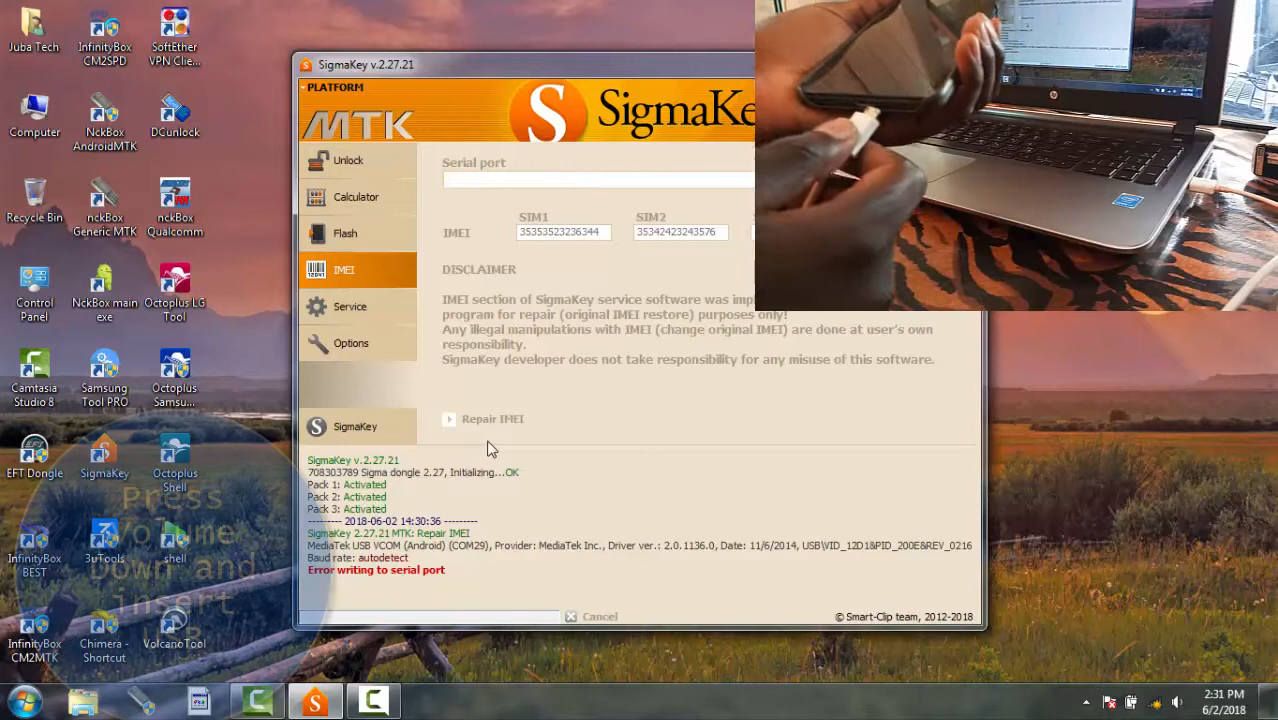 Juba Tech
InfinityBox
CM2SPD
SoftEther
VPN Clie...
Computer
NckBox
AndroidMTK
DCunlock
Recycle Bin
nckBox
Generic MTK
nckBox
Qualcomm
Control
Panel
NckBox main
exe
Octoplus LG
Tool
Camtasia
Studio 8
Samsung
Tool PRO
Octoplus
Samsu...
EFT Dongle
SigmaKey
Octoplus
Shell
InfinityBox
BEST
3uTools
shell
InfinityBox
CM2MTK
Chimera -
Shortcut
VolcanoTool
Press
Volume
Down and
insert
SigmaKey v.2.27.21
PLATFORM
MTK
SigmaKe
Unlock
Calculator
Flash
IMEI
Service
Options
SigmaKey
Serial port
SIM1 SIM2
IMEI 35353523236344 35342423243576
DISCLAIMER
IMEI section of SigmaKey service software was imp
program for repair (original IMEI restore) purposes only!
Any illegal manipulations with IMEI (change original IMEI) are done at user's own
responsibility.
SigmaKey developer does not take responsibility for any misuse of this software.
Repair IMEI
SigmaKey v.2.27.21
708303789 Sigma dongle 2.27, Initializing...OK
Pack 1: Activated
Pack 2: Activated
Pack 3: Activated
--------- 2018-06-02 14:30:36 ---------
SigmaKey 2.27.21 MTK: Repair IMEI
MediaTek USB VCOM (Android) (COM29), Provider: MediaTek Inc., Driver ver.: 2.0.1136.0, Date: 11/6/2014, USB\VID_12D1&PID_200E&REV_0216
Baud rate: autodetect
Error writing to serial port
Cancel
© Smart-Clip team, 2012-2018
2:31 PM
6/2/2018